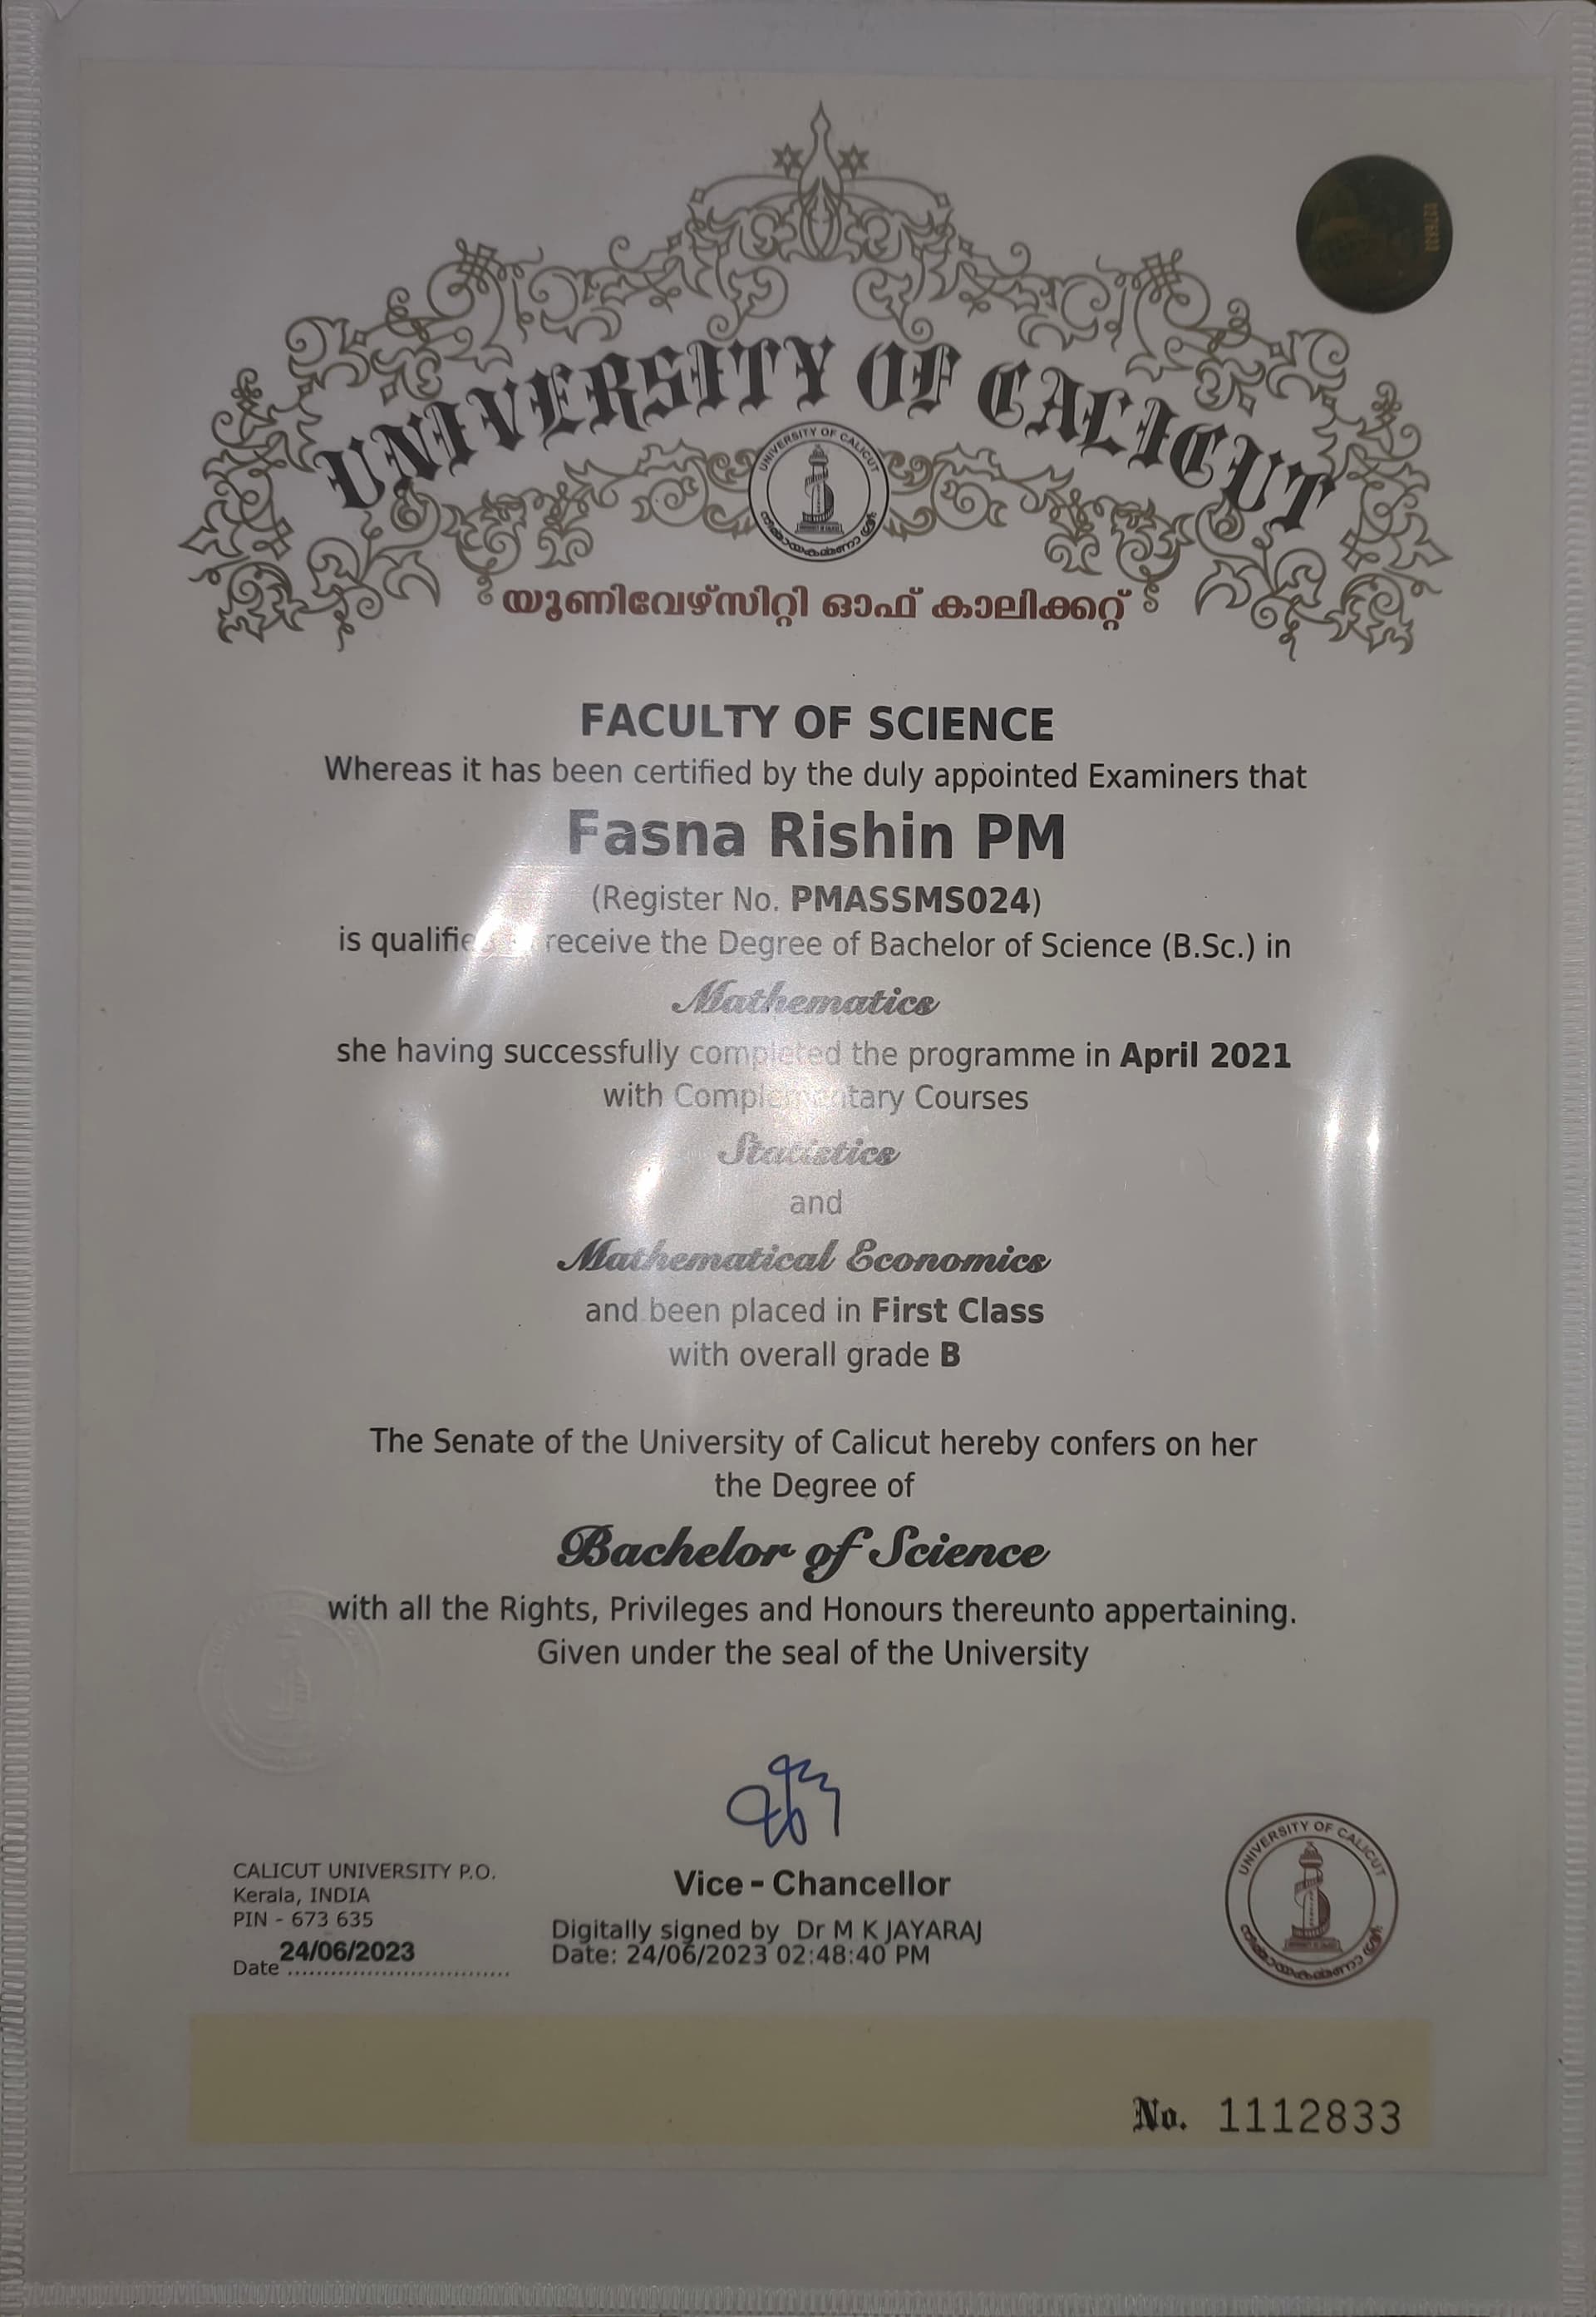 UNIVERSITY OF CALICUT
UNIVERSITY OF CALICUT
യൂണിവേഴ്സിറ്റി ഓഫ് കാലിക്കറ്റ്
FACULTY OF SCIENCE
Whereas it has been certified by the duly appointed Examiners that
Fasna Rishin PM
(Register No. PMASSMS024)
is receive the Degree of Bachelor of Science (B.Sc.) in
Mathematics
she having successfully completed the programme in April 2021
with Complementary Courses
Statistics
and
Mathematical Economics
and been placed in First Class
with overall grade B
The Senate of the University of Calicut hereby confers on her
the Degree of
Bachelor of Science
with all the Rights, Privileges and Honours thereunto appertaining.
Given under the seal of the University
CALICUT UNIVERSITY P.O.
Kerala, INDIA
PIN - 673 635
Date 24/06/2023
Vice - Chancellor
Digitally signed by Dr M K JAYARAJ
Date: 24/06/2023 02:48:40 PM
UNIVERSITY OF CALICUT
No. 1112833